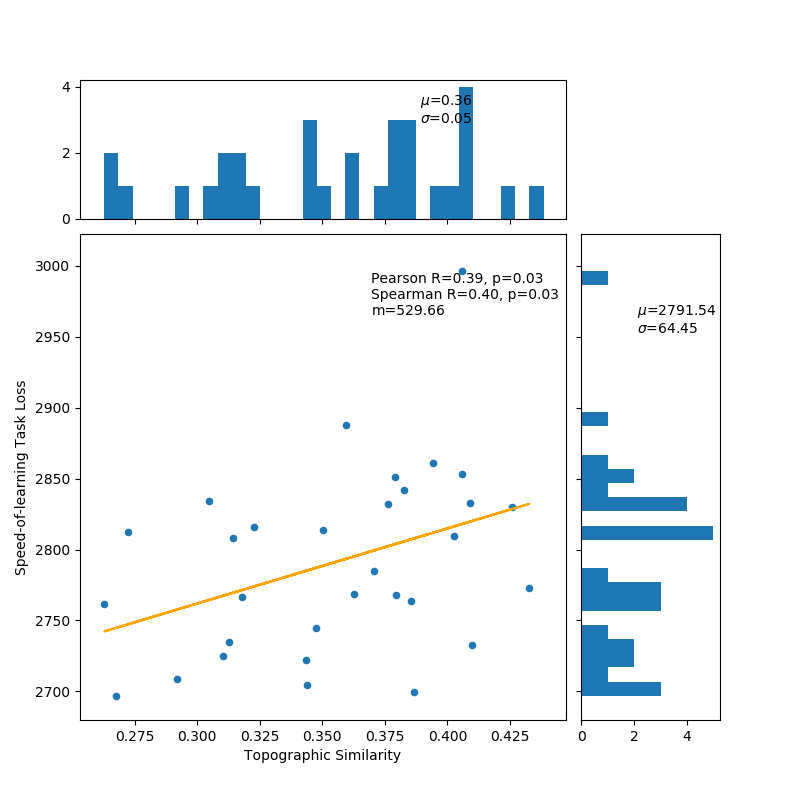 4
2
0
μ=0.36
σ=0.05
3000
2950
2900
2850
2800
2750
2700
Speed-of-learning Task Loss
Pearson R=0.39, p=0.03
Spearman R=0.40, p=0.03
m=529.66
0.275 0.300 0.325 0.350 0.375 0.400 0.425
Topographic Similarity
μ=2791.54
σ=64.45
0 2 4